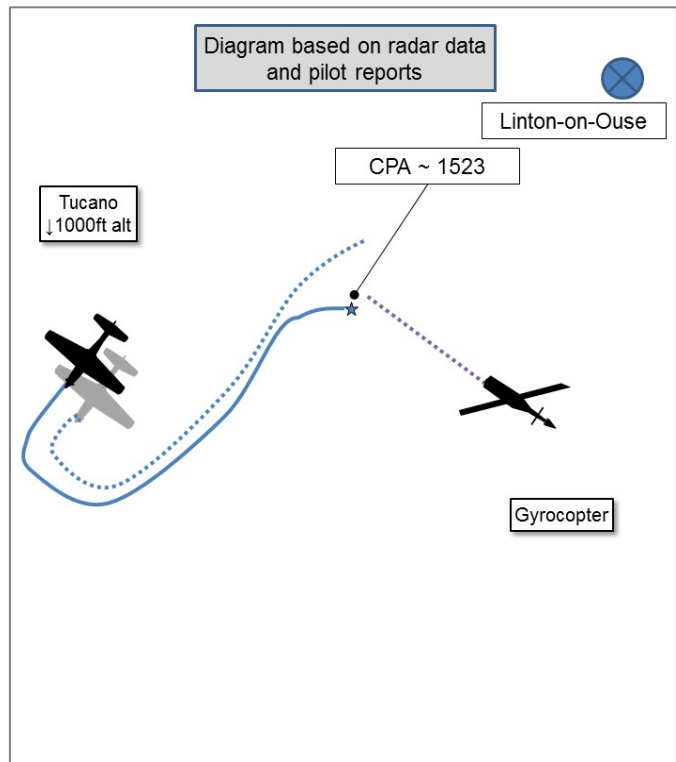 Diagram based on radar data
and pilot reports
Linton-on-Ouse
CPA ~ 1523
Tucano
↓1000ft alt
Gyrocopter